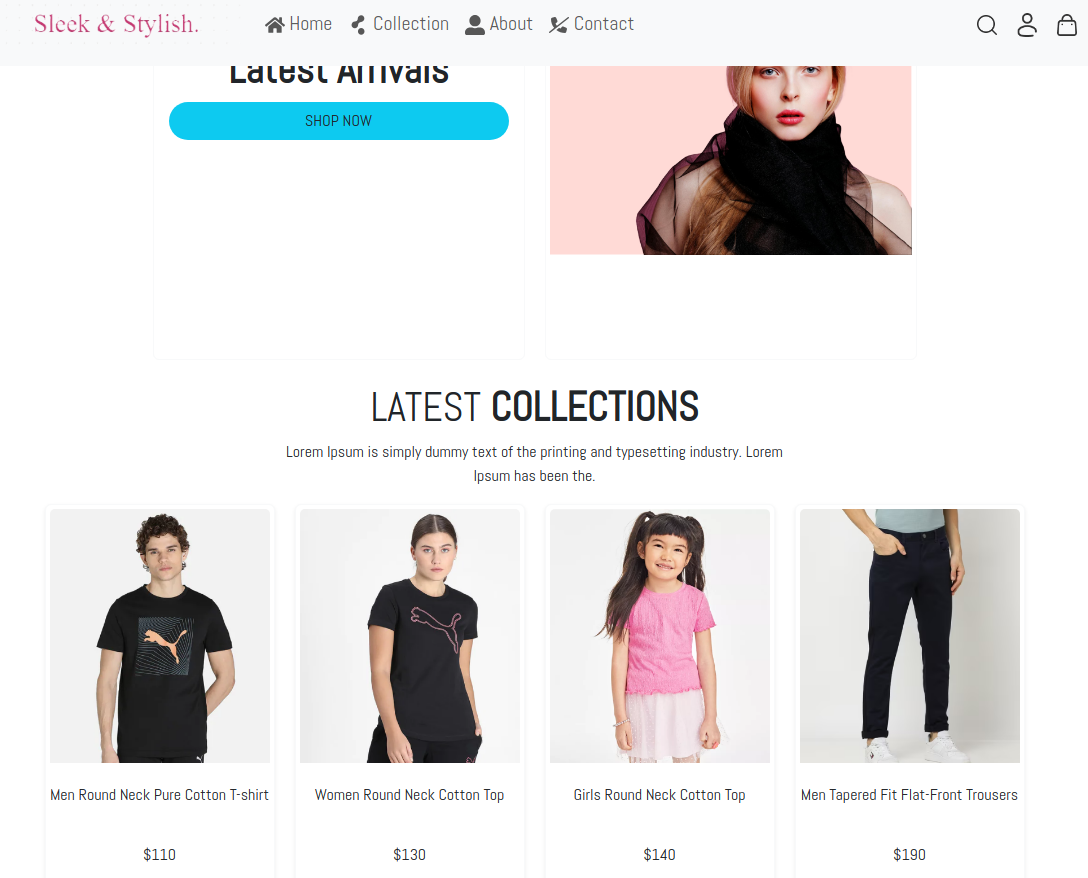 Sleek & Stylish.
Home
Collection
About
Contact
Latest Arrivals
SHOP NOW
LATEST COLLECTIONS
Lorem Ipsum is simply dummy text of the printing and typesetting industry. Lorem
Ipsum has been the.
Men Round Neck Pure Cotton T-shirt
$110
Women Round Neck Cotton Top
$130
Girls Round Neck Cotton Top
$140
Men Tapered Fit Flat-Front Trousers
$190